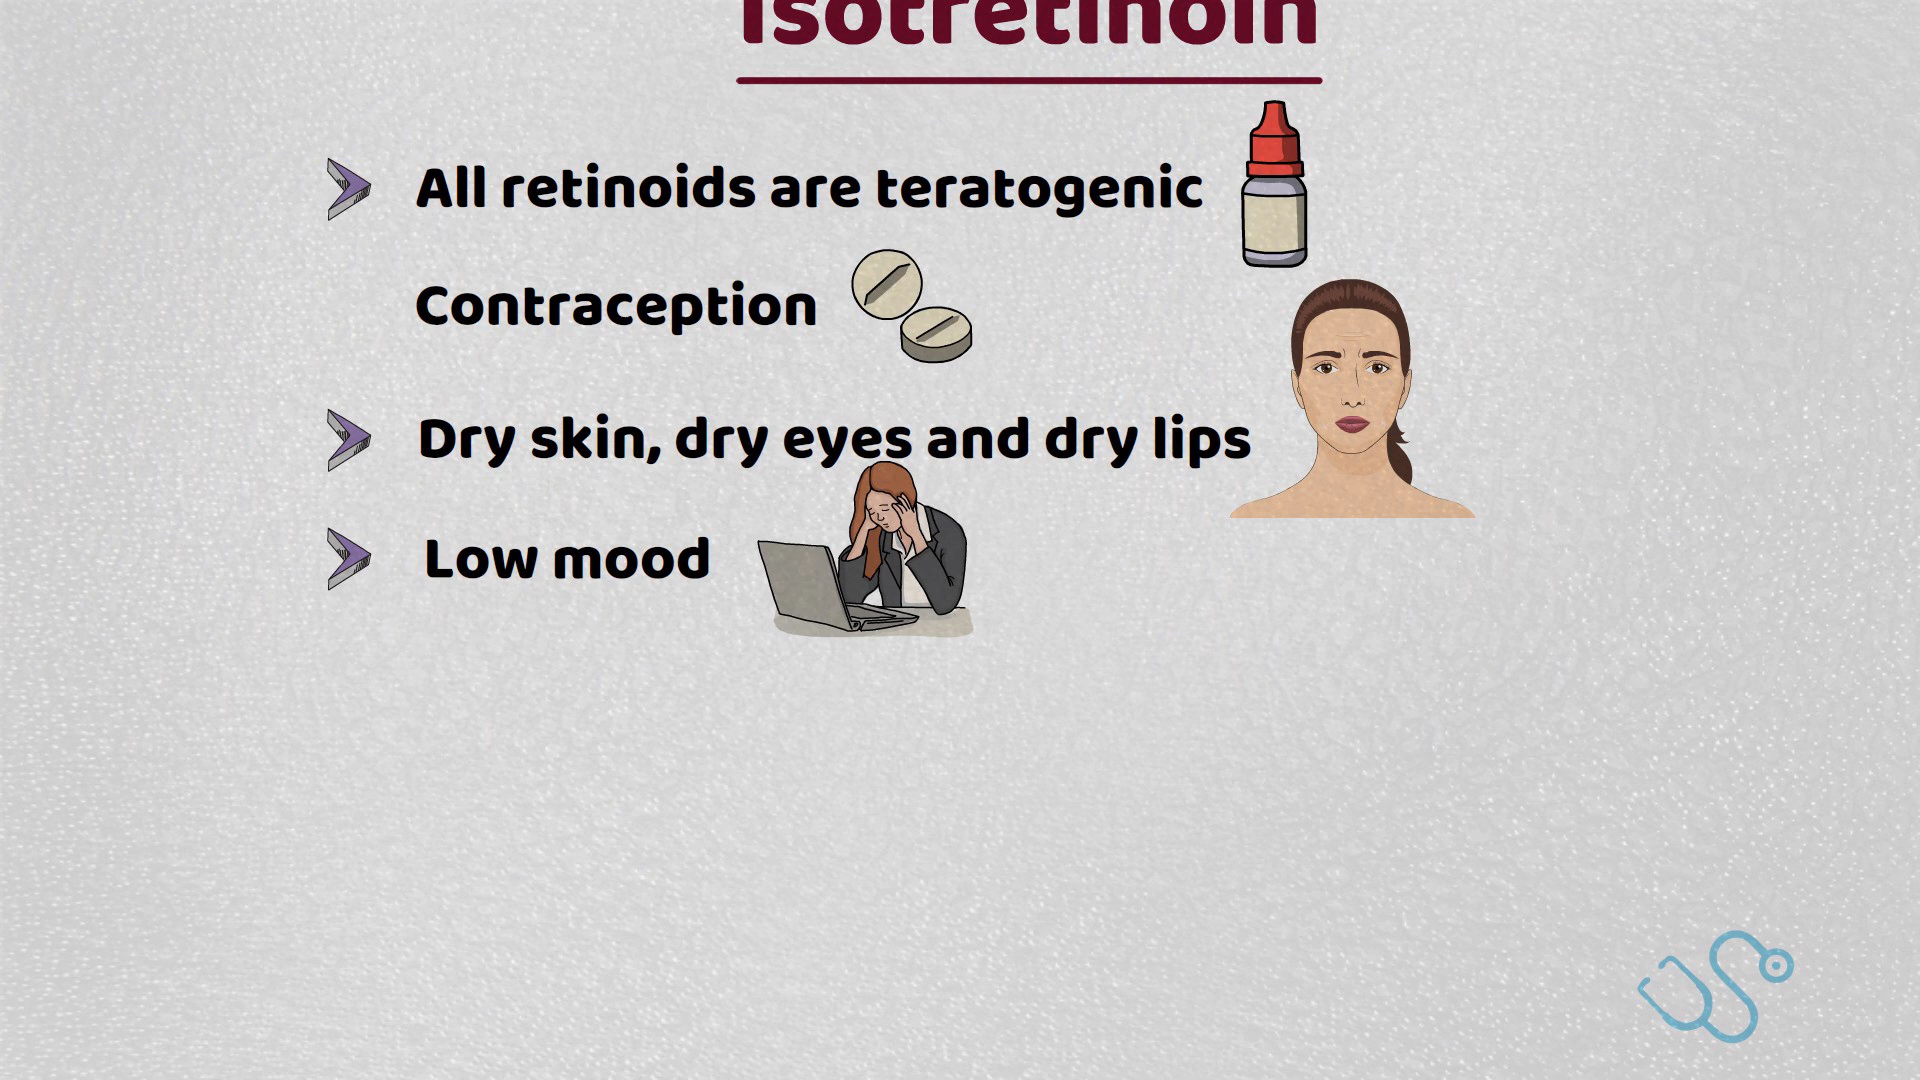 Isotretinoin
All retinoids are teratogenic
Contraception
Dry skin, dry eyes and dry lips
Low mood